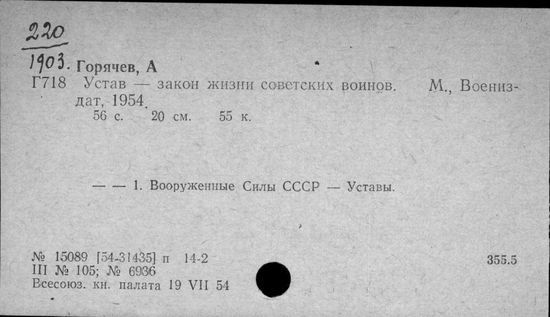 220
1903. Горячев, А
Г718 Устав — закон жизни советских воинов. М., Воениз-
дат, 1954.
56 с. 20 см. 55 к.
— — 1. Вооруженные Силы СССР — Уставы.
№ 15089 [54-31435] п 14-2 355.5
III № 105; № 6936
Всесоюз. кн. палата 19 VII 54